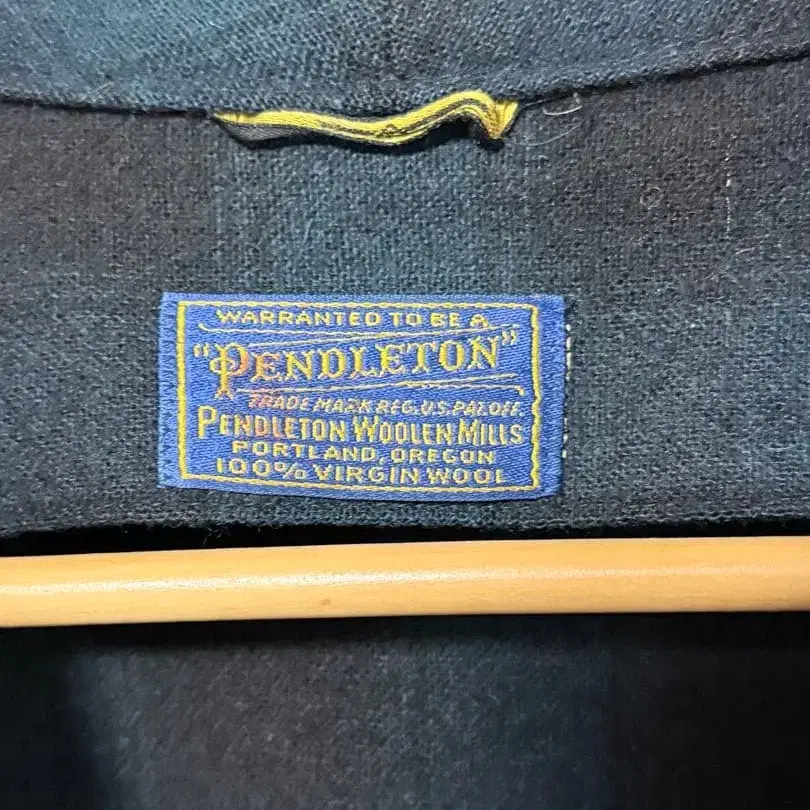 WARRANTED TO BE A
"PENDLETON"
TRADE MARK REG. U.S. PAT. OFF.
PENDLETON WOOLEN MILLS
PORTLAND, OREGON
100% VIRGIN WOOL